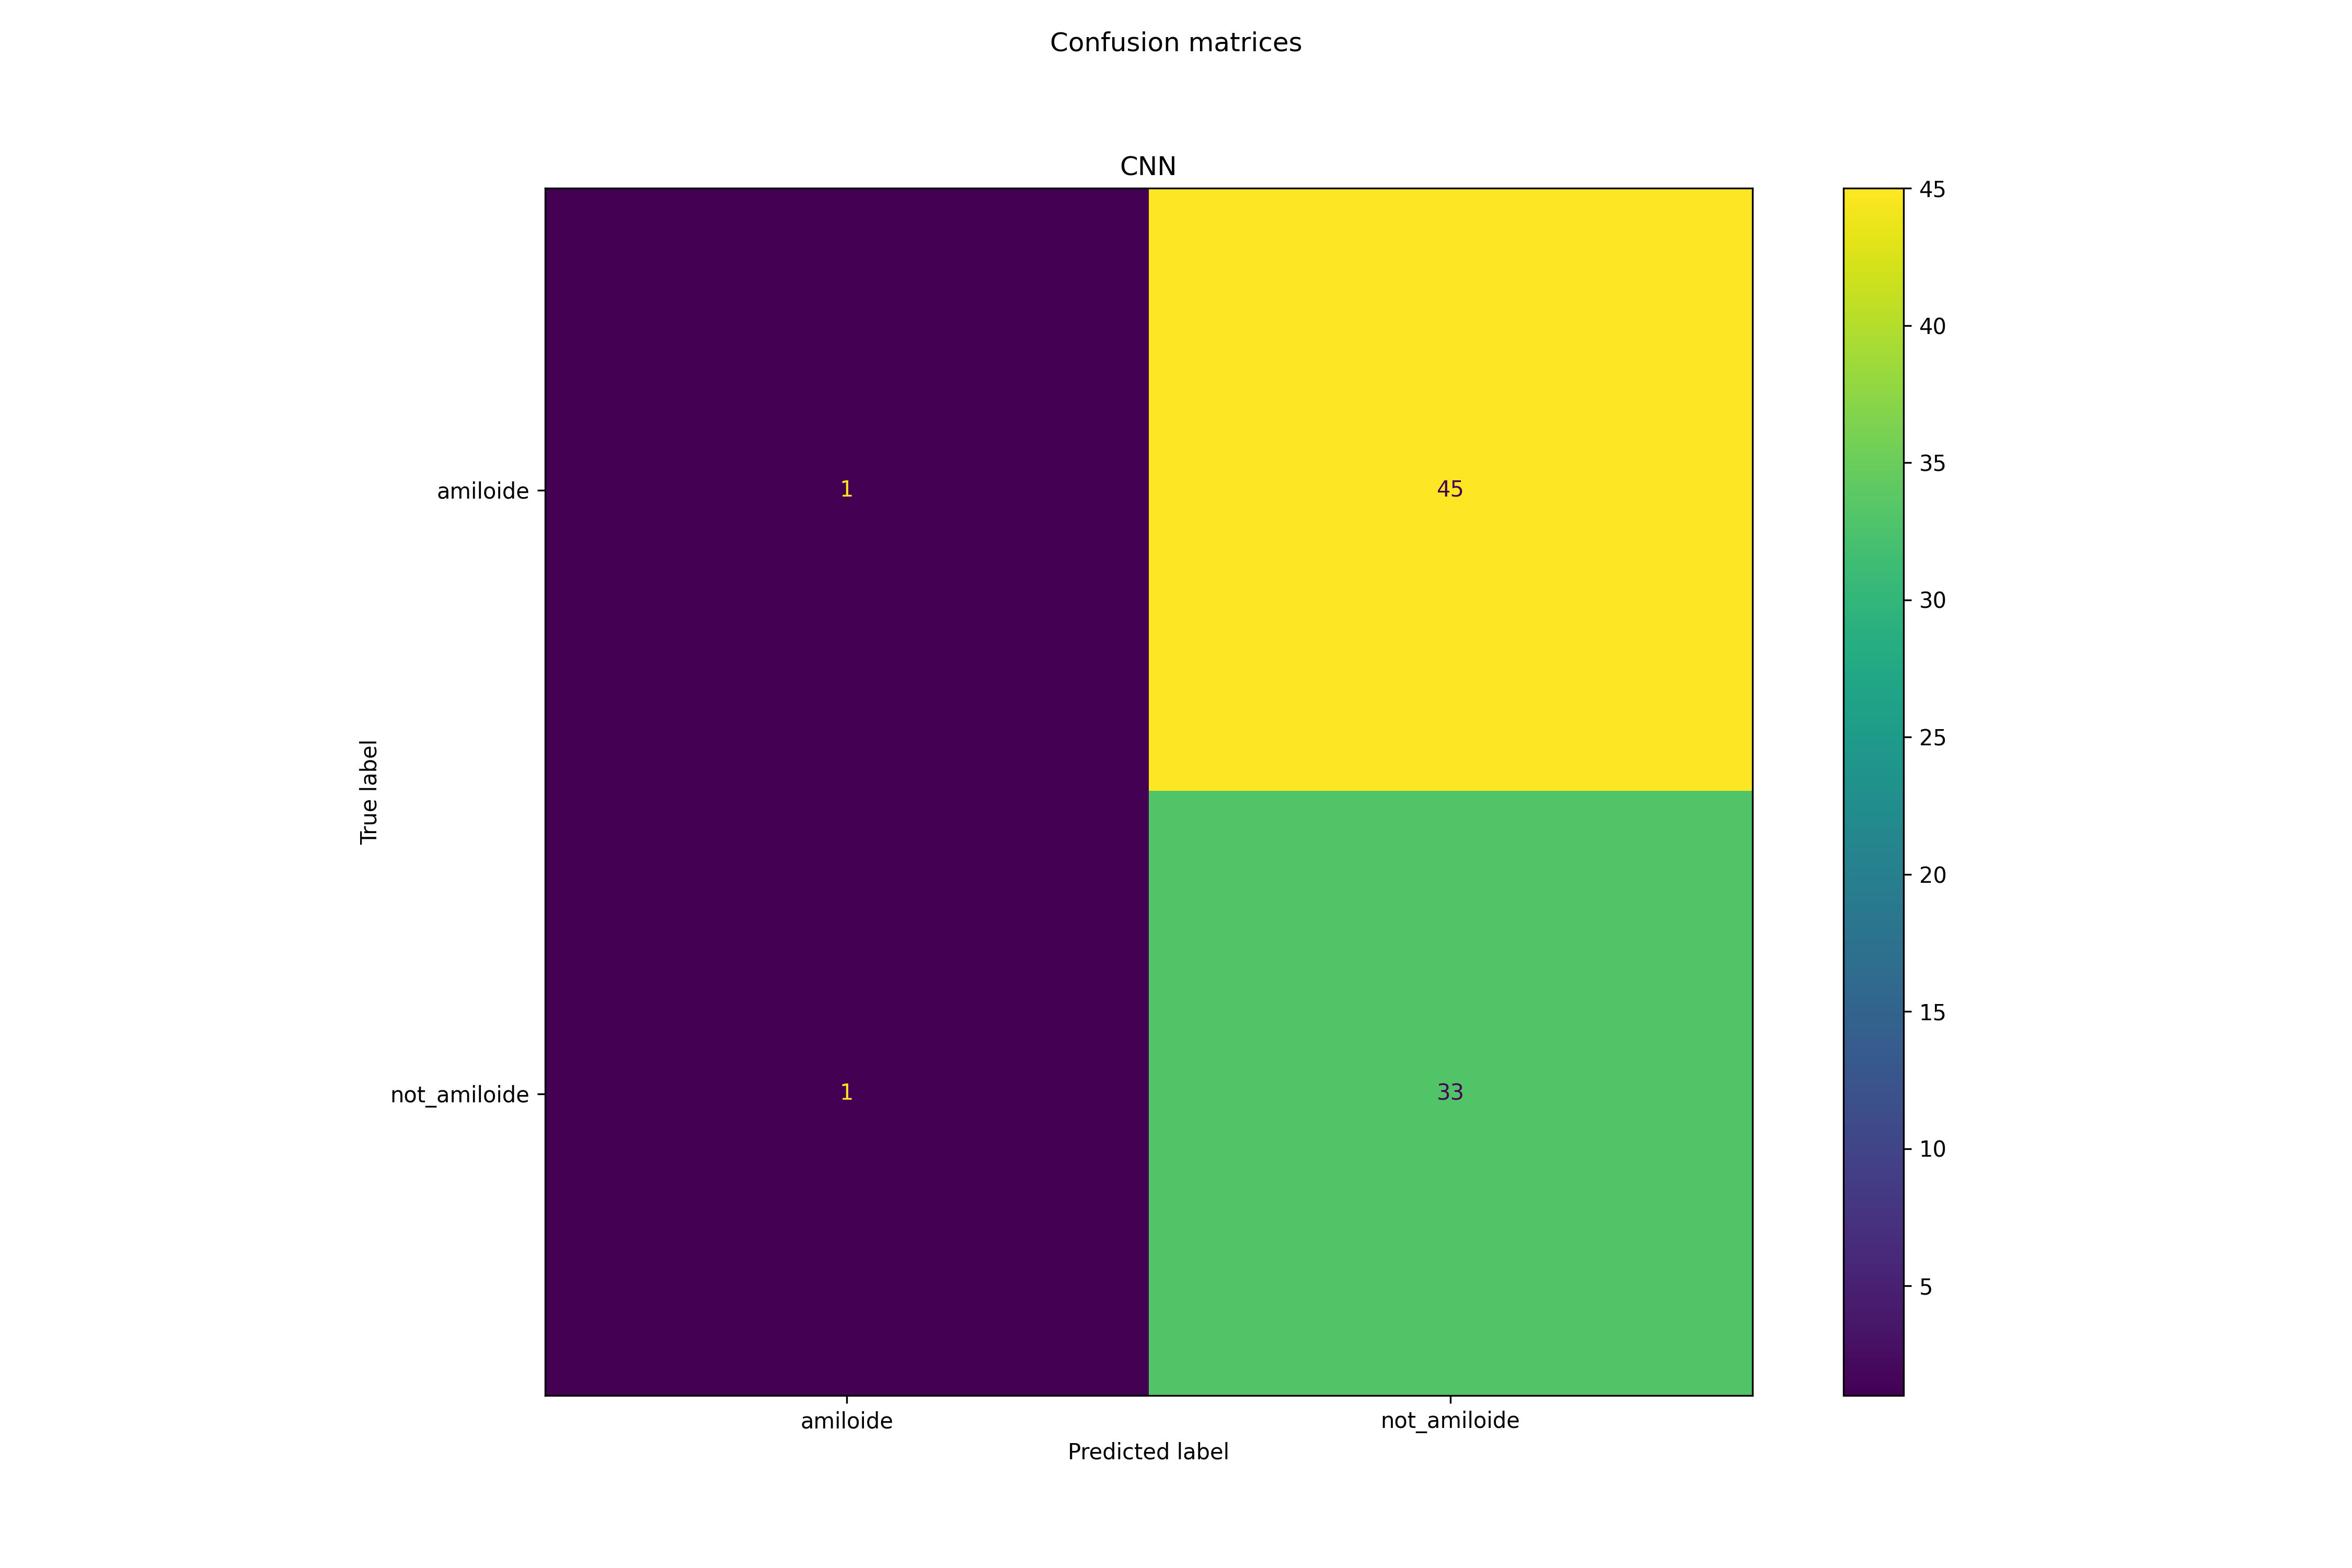 Confusion matrices
CNN
True label
amiloide
1
45
not_amiloide
1
33
amiloide
not_amiloide
Predicted label
45
40
35
30
25
20
15
10
5